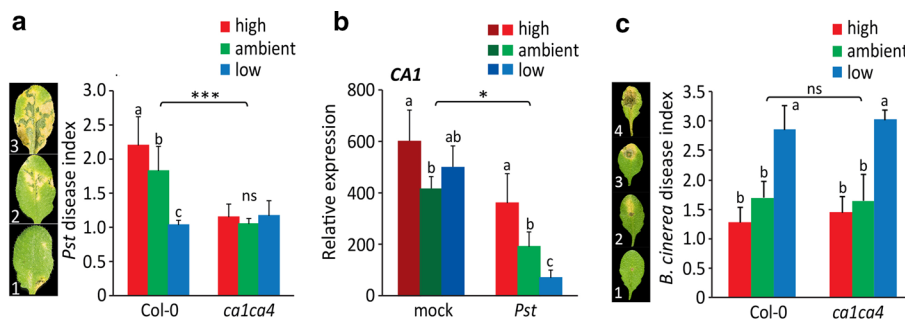 a
high
ambient
low
***
3
2
1
Pst disease index
3.0
2.5
2.0
1.5
1.0
0.5
0
a
b
c
ns
Col-0
ca1ca4
b
high
ambient
low
CA1
*
Relative expression
800
600
400
200
0
a
b
ab
a
b
c
mock
Pst
c
high
ambient
low
ns
4
3
2
1
B. cinerea disease index
3.5
3.0
2.5
2.0
1.5
1.0
0.5
0
b
b
a
b
b
a
Col-0
ca1ca4